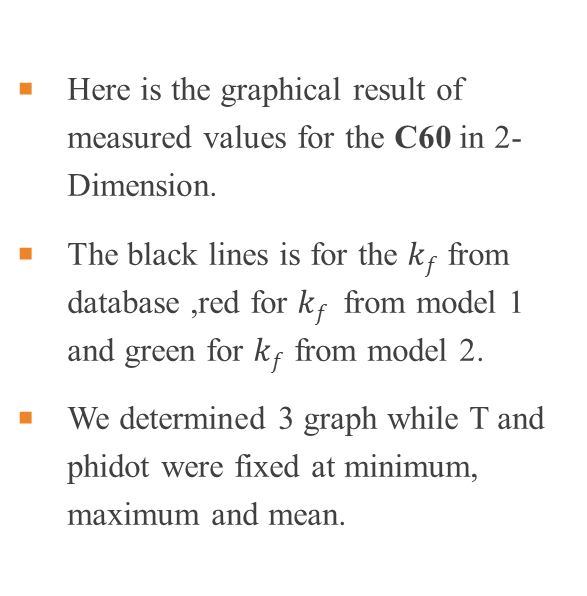 Here is the graphical result of
measured values for the C60 in 2-
Dimension.
The black lines is for the k_f from
database ,red for k_f from model 1
and green for k_f from model 2.
We determined 3 graph while T and
phidot were fixed at minimum,
maximum and mean.